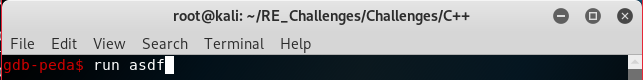 root@kali: ~/RE_Challenges/Challenges/C++
File Edit View Search Terminal Help
gdb-peda$ run asdf